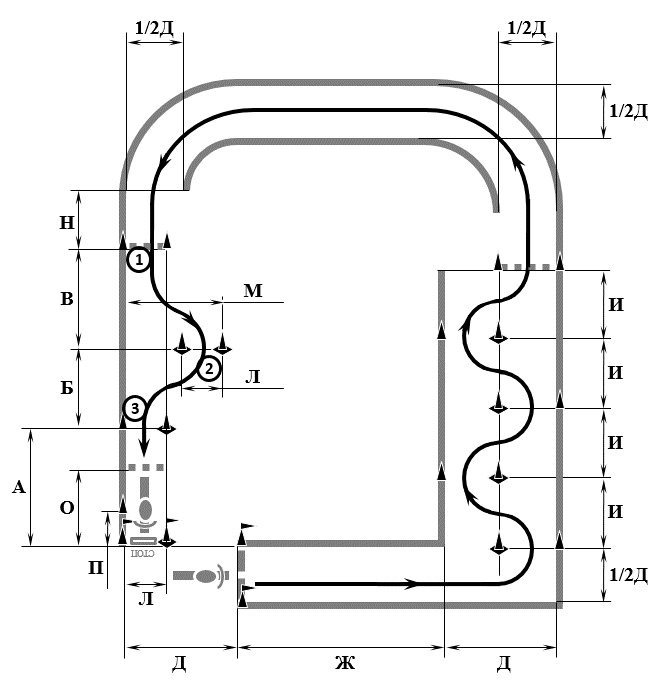 1/2Д
1/2Д
1/2Д
Н
1
М
В
И
2
И
Л
Б
3
И
А
О
И
СТОП
П
Л
1/2Д
Д
Ж
Д